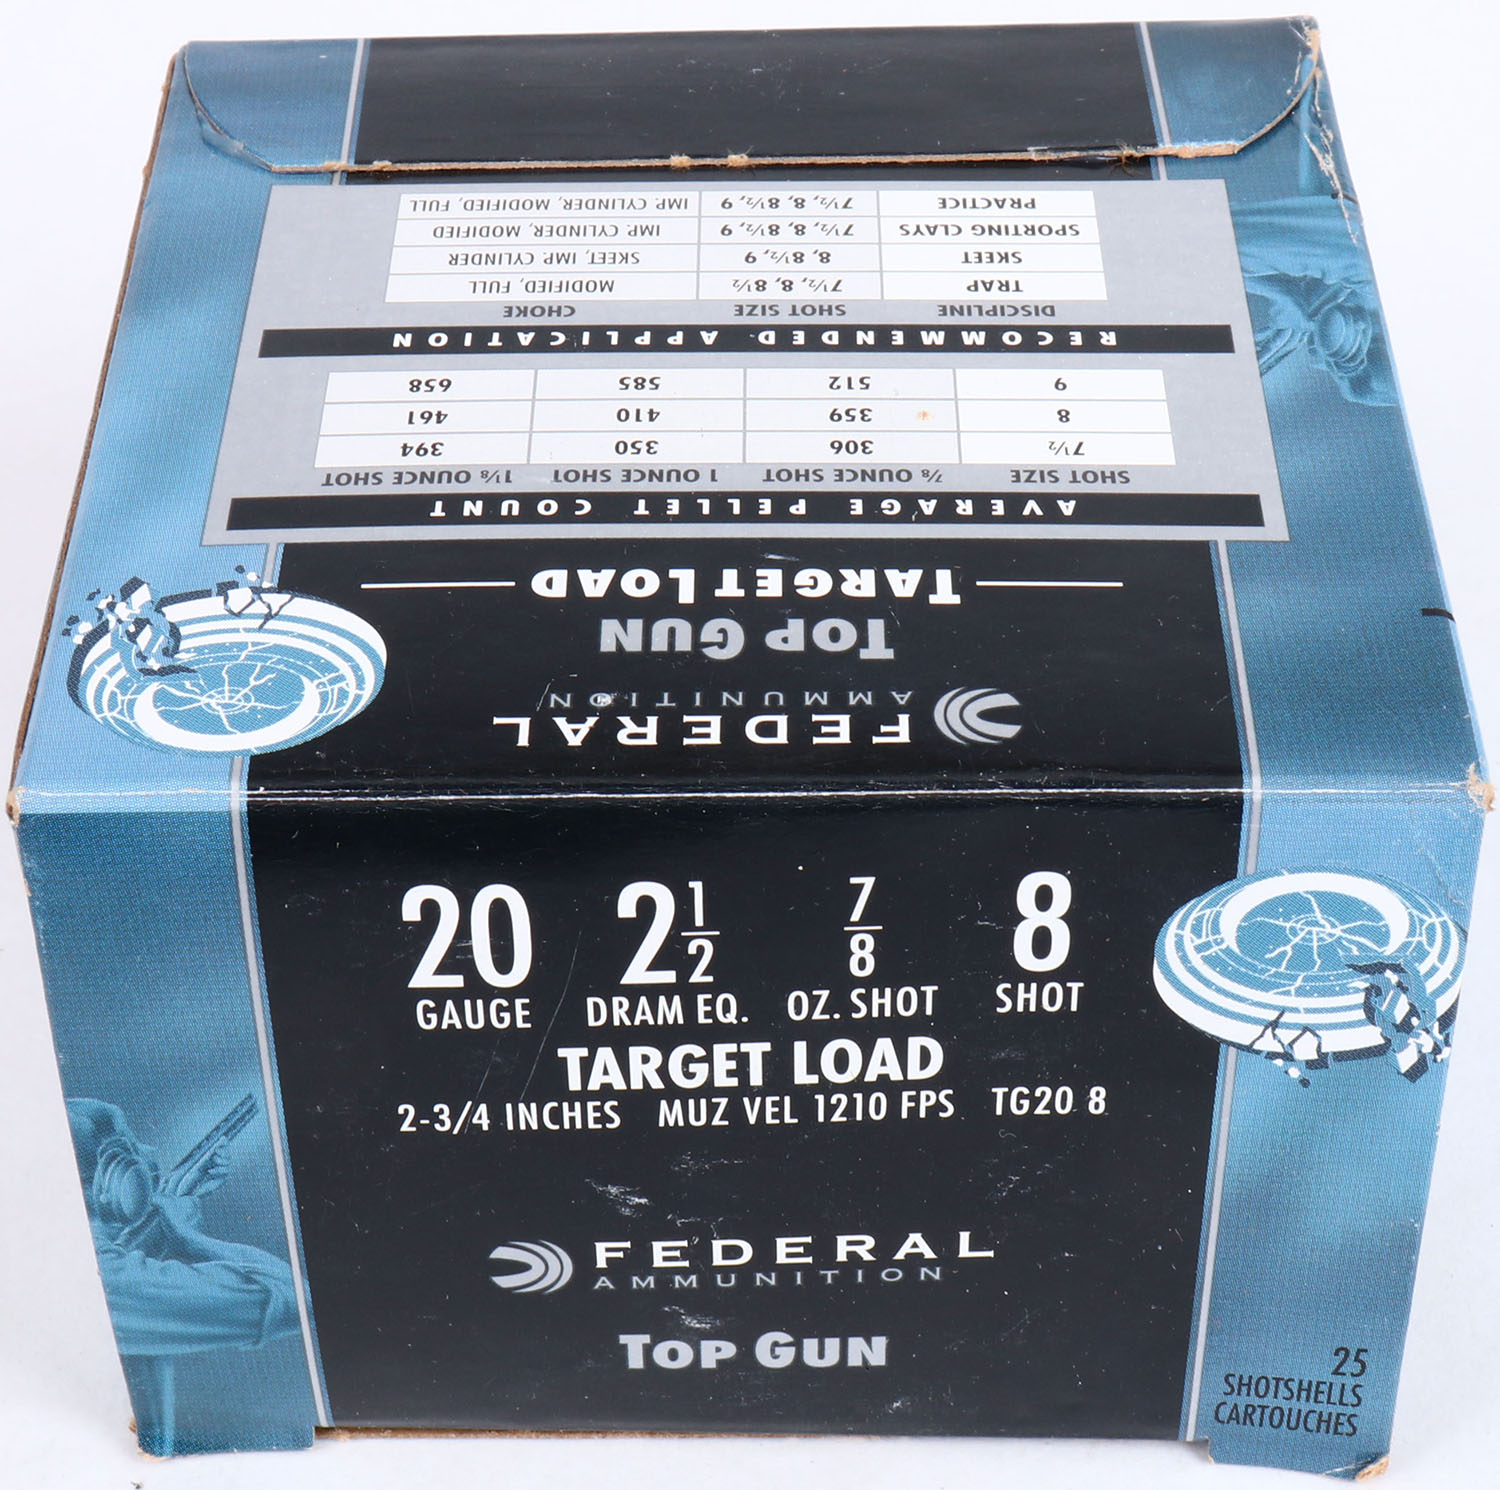 FEDERAL
AMMUNITION
TOP GUN
TARGET LOAD
AVERAGE PELLET COUNT
SHOT SIZE 7/8 OUNCE SHOT 1 OUNCE SHOT 1 1/8 OUNCE SHOT
7 1/2 306 350 394
8 359 410 461
9 512 585 658
RECOMMENDED APPLICATION
DISCIPLINE SHOT SIZE CHOKE
TRAP 7 1/2, 8, 8 1/2 MODIFIED, FULL
SKEET 8, 8 1/2, 9 SKEET, IMP. CYLINDER
SPORTING CLAYS 7 1/2, 8, 8 1/2, 9 IMP. CYLINDER, MODIFIED
PRACTICE 7 1/2, 8, 8 1/2, 9 IMP. CYLINDER, MODIFIED, FULL
20 2 1/2 7/8 8
GAUGE DRAM EQ. OZ. SHOT SHOT
TARGET LOAD
2-3/4 INCHES MUZ VEL 1210 FPS TG20 8
FEDERAL
AMMUNITION
TOP GUN
25
SHOTSHELLS
CARTOUCHES